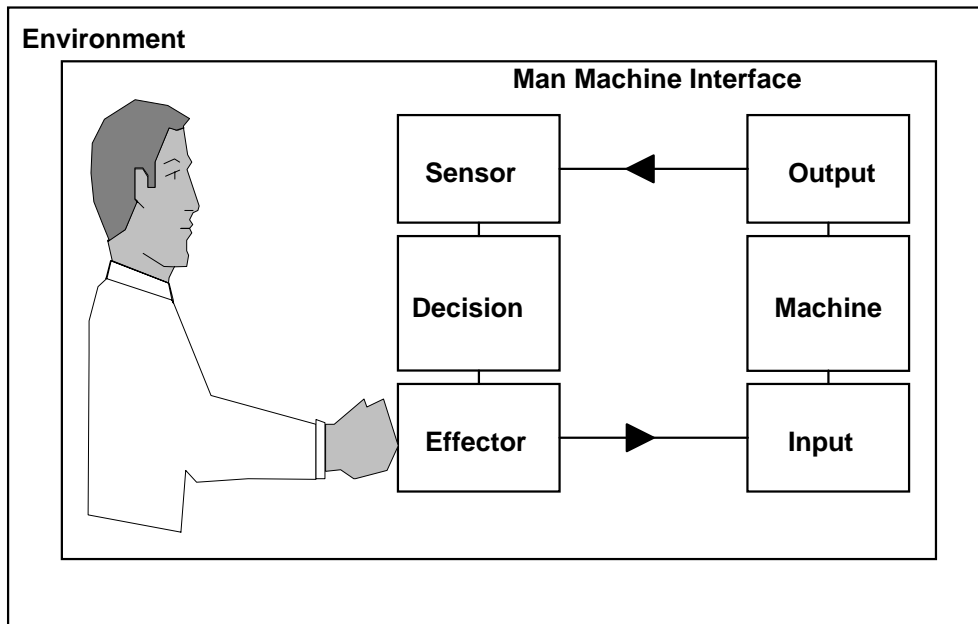 Environment
Man Machine Interface
Sensor
Output
Decision
Machine
Effector
Input